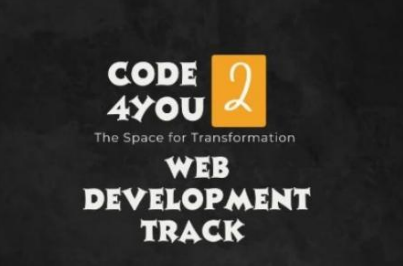 CODE
4YOU 2
The Space for Transformation
WEB
DEVELOPMENT
TRACK